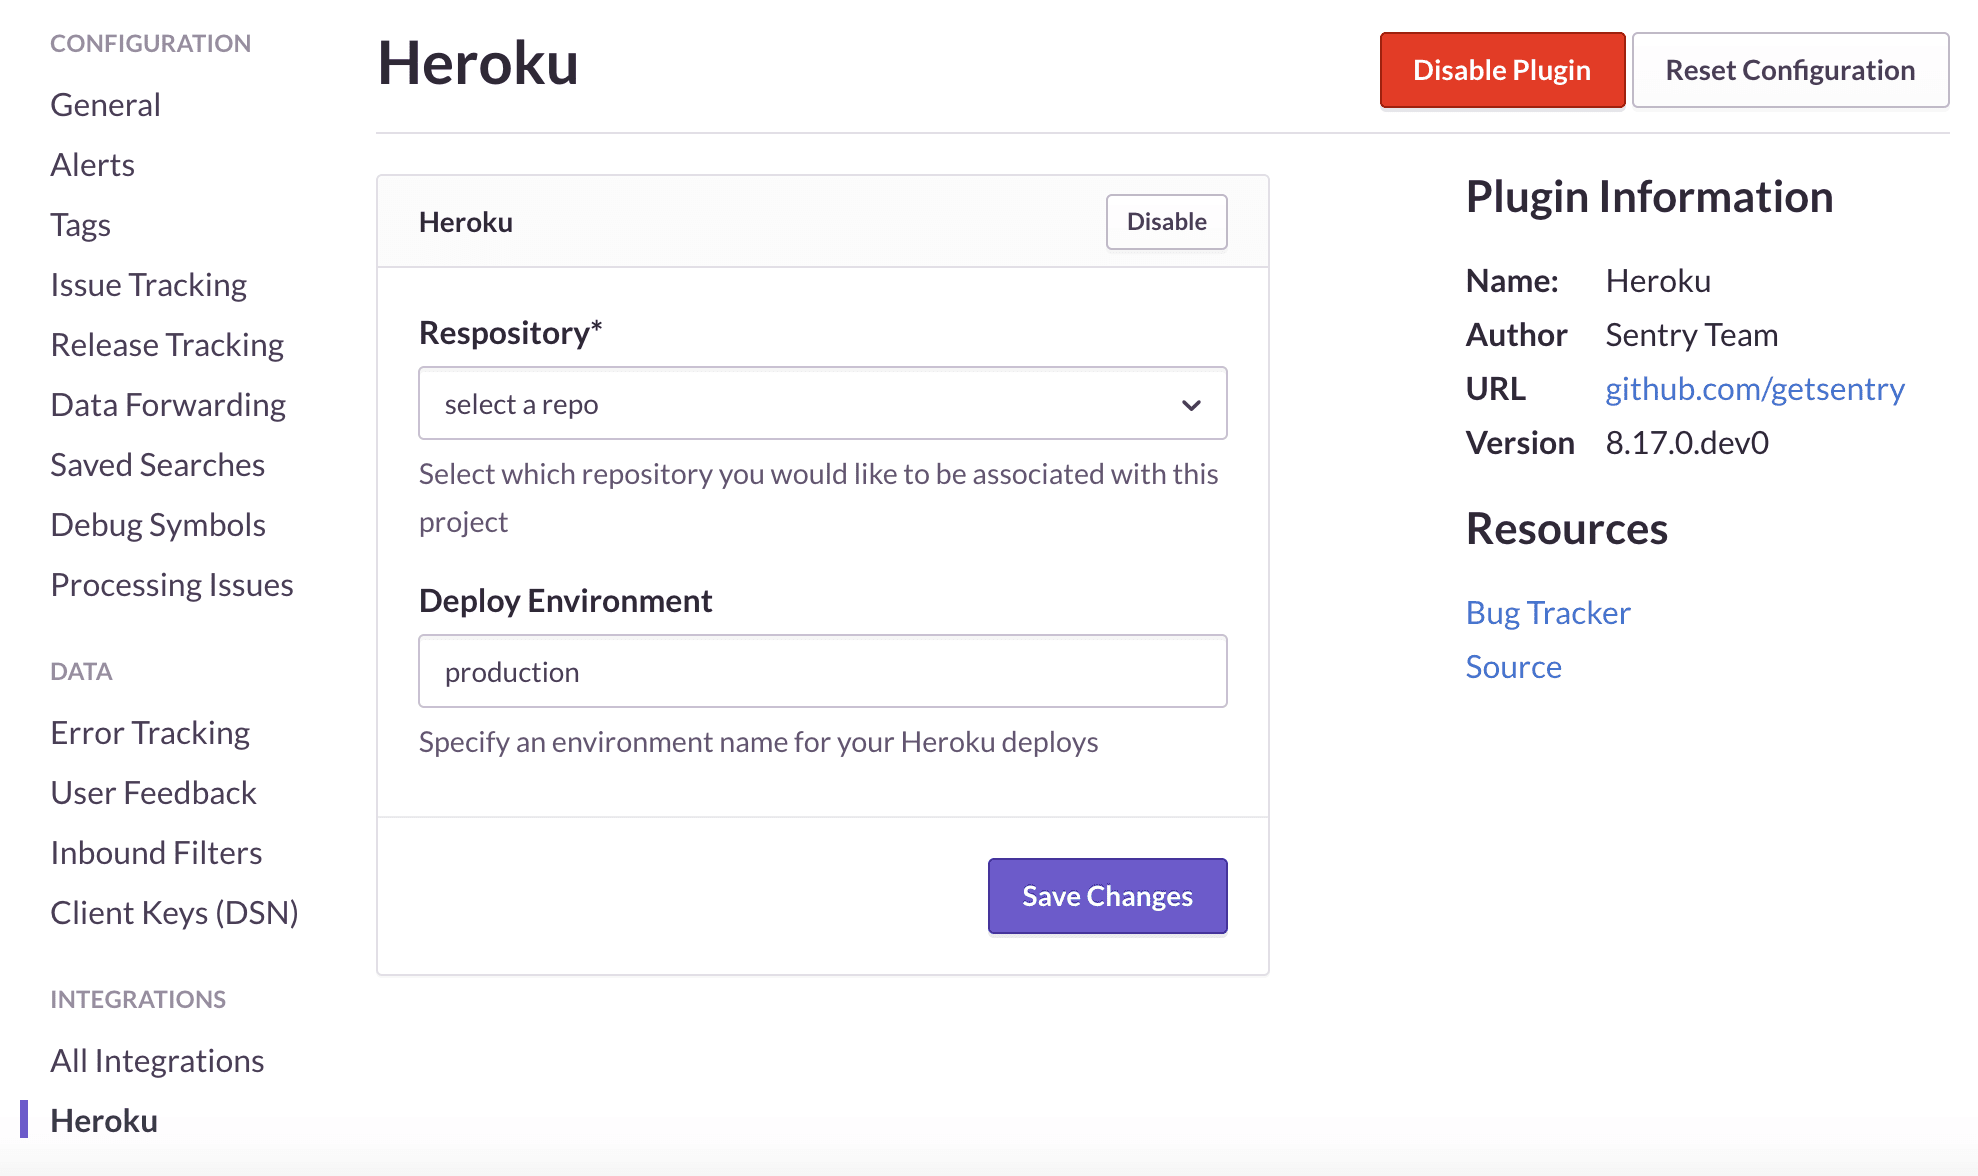 CONFIGURATION
General
Alerts
Tags
Issue Tracking
Release Tracking
Data Forwarding
Saved Searches
Debug Symbols
Processing Issues
DATA
Error Tracking
User Feedback
Inbound Filters
Client Keys (DSN)
INTEGRATIONS
All Integrations
Heroku
Heroku
Disable Plugin
Reset Configuration
Heroku
Disable
Respository*
select a repo
Select which repository you would like to be associated with this
project
Deploy Environment
production
Specify an environment name for your Heroku deploys
Save Changes
Plugin Information
Name: Heroku
Author Sentry Team
URL github.com/getsentry
Version 8.17.0.dev0
Resources
Bug Tracker
Source